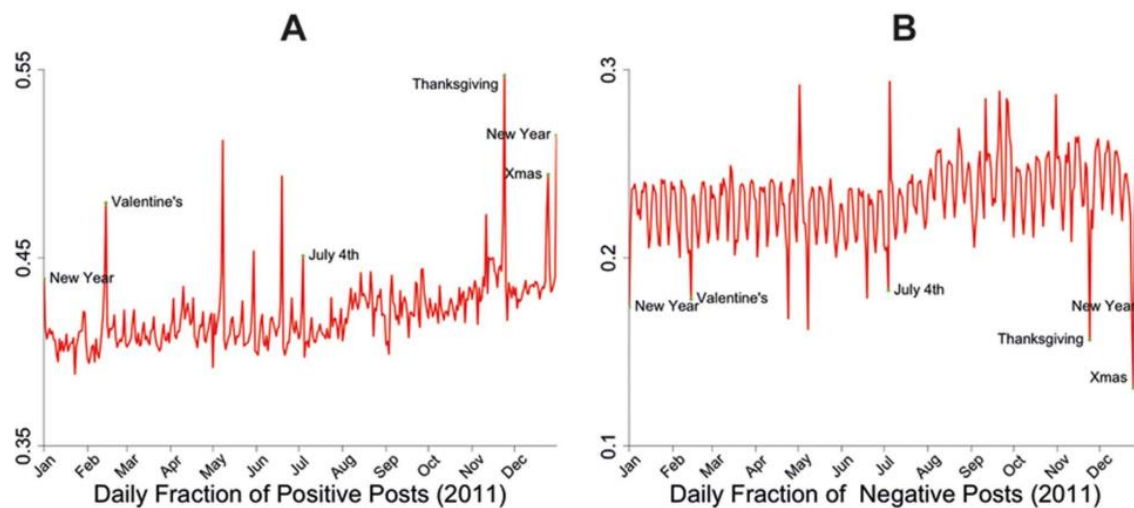 A
0.55
0.45
0.35
Thanksgiving
New Year
Xmas
Valentine's
July 4th
New Year
Jan
Feb
Mar
Apr
May
Jun
Jul
Aug
Sep
Oct
Nov
Dec
Daily Fraction of Positive Posts (2011)
B
0.3
0.2
0.1
New Year
Valentine's
July 4th
New Year
Thanksgiving
Xmas
Jan
Feb
Mar
Apr
May
Jun
Jul
Aug
Sep
Oct
Nov
Dec
Daily Fraction of Negative Posts (2011)